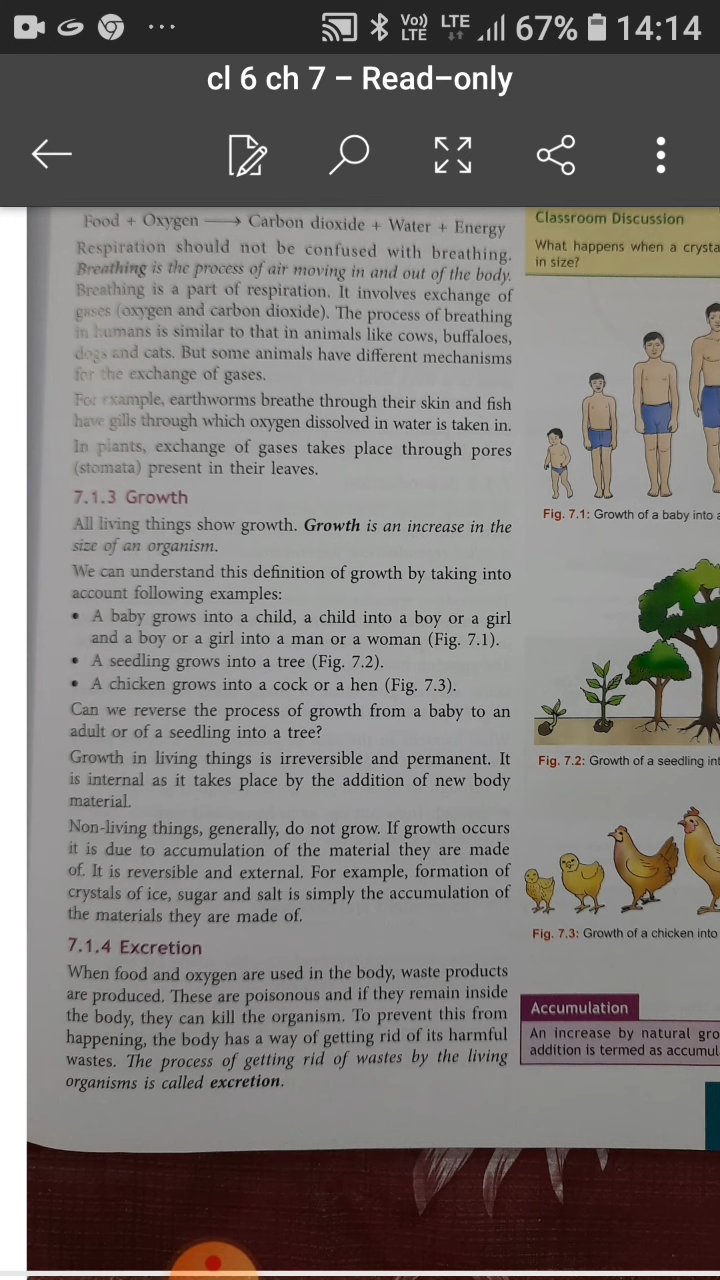 Vo))
LTE
LTE
67%
14:14
cl 6 ch 7 – Read-only
Food + Oxygen ⟶ Carbon dioxide + Water + Energy
Respiration should not be confused with breathing.
Breathing is the process of air moving in and out of the body.
Breathing is a part of respiration. It involves exchange of
gases (oxygen and carbon dioxide). The process of breathing
in humans is similar to that in animals like cows, buffaloes,
dogs and cats. But some animals have different mechanisms
for the exchange of gases.
For example, earthworms breathe through their skin and fish
have gills through which oxygen dissolved in water is taken in.
In plants, exchange of gases takes place through pores
(stomata) present in their leaves.
7.1.3 Growth
All living things show growth. Growth is an increase in the
size of an organism.
We can understand this definition of growth by taking into
account following examples:
• A baby grows into a child, a child into a boy or a girl
and a boy or a girl into a man or a woman (Fig. 7.1).
• A seedling grows into a tree (Fig. 7.2).
• A chicken grows into a cock or a hen (Fig. 7.3).
Can we reverse the process of growth from a baby to an
adult or of a seedling into a tree?
Growth in living things is irreversible and permanent. It
is internal as it takes place by the addition of new body
material.
Non-living things, generally, do not grow. If growth occurs
it is due to accumulation of the material they are made
of. It is reversible and external. For example, formation of
crystals of ice, sugar and salt is simply the accumulation of
the materials they are made of.
7.1.4 Excretion
When food and oxygen are used in the body, waste products
are produced. These are poisonous and if they remain inside
the body, they can kill the organism. To prevent this from
happening, the body has a way of getting rid of its harmful
wastes. The process of getting rid of wastes by the living
organisms is called excretion.
Classroom Discussion
What happens when a crysta
in size?
Fig. 7.1: Growth of a baby into a
Fig. 7.2: Growth of a seedling int
Fig. 7.3: Growth of a chicken into
Accumulation
An increase by natural gro
addition is termed as accumul